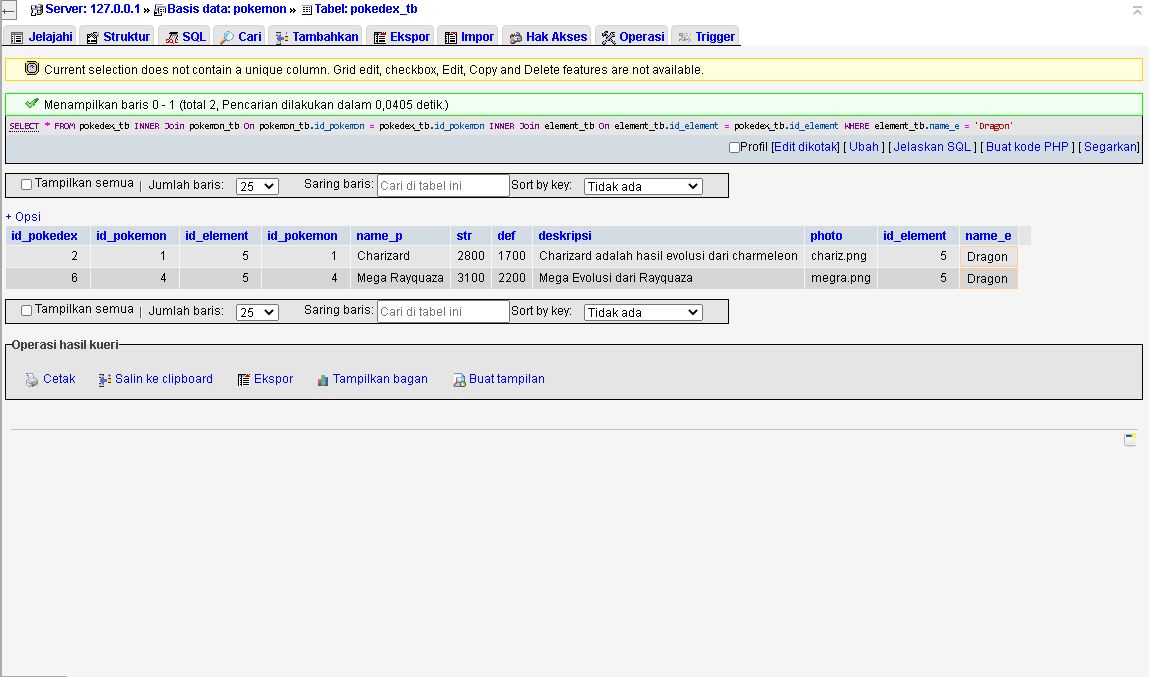 Server: 127.0.0.1 » Basis data: pokemon » Tabel: pokedex_tb
Jelajahi Struktur SQL Cari Tambahkan Ekspor Impor Hak Akses Operasi Trigger
Current selection does not contain a unique column. Grid edit, checkbox, Edit, Copy and Delete features are not available.
Menampilkan baris 0 - 1 (total 2, Pencarian dilakukan dalam 0,0405 detik.)
SELECT * FROM pokedex_tb INNER Join pokemon_tb On pokemon_tb.id_pokemon = pokedex_tb.id_pokemon INNER Join element_tb On element_tb.id_element = pokedex_tb.id_element WHERE element_tb.name_e = 'Dragon'
Profil [Edit dikotak] [ Ubah ] [ Jelaskan SQL ] [ Buat kode PHP ] [ Segarkan]
Tampilkan semua | Jumlah baris: 25 Saring baris: Cari di tabel ini Sort by key: Tidak ada
+ Opsi
id_pokedex id_pokemon id_element id_pokemon name_p str def deskripsi photo id_element name_e
2 1 5 1 Charizard 2800 1700 Charizard adalah hasil evolusi dari charmeleon chariz.png 5 Dragon
6 4 5 4 Mega Rayquaza 3100 2200 Mega Evolusi dari Rayquaza megra.png 5 Dragon
Tampilkan semua | Jumlah baris: 25 Saring baris: Cari di tabel ini Sort by key: Tidak ada
Operasi hasil kueri
Cetak Salin ke clipboard Ekspor Tampilkan bagan Buat tampilan